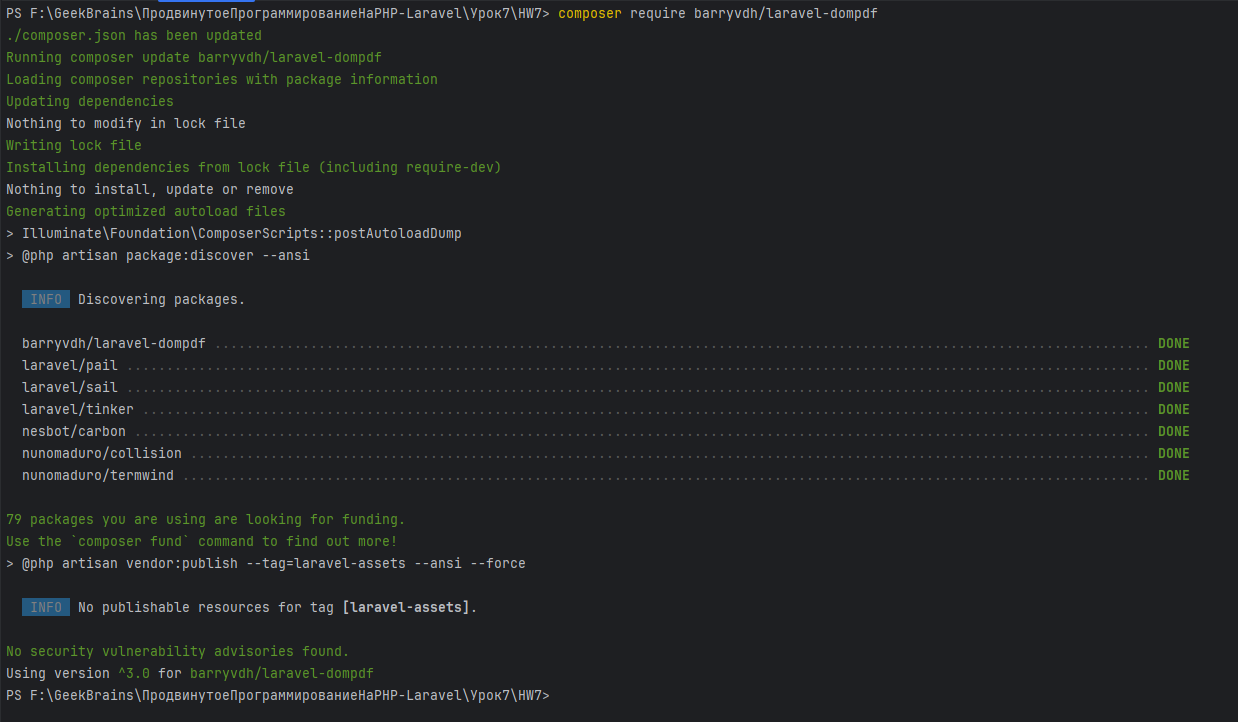 PS F:\GeekBrains\ПродвинутоеПрограммированиеНаPHP-Laravel\Урок7\HW7> composer require barryvdh/laravel-dompdf
./composer.json has been updated
Running composer update barryvdh/laravel-dompdf
Loading composer repositories with package information
Updating dependencies
Nothing to modify in lock file
Writing lock file
Installing dependencies from lock file (including require-dev)
Nothing to install, update or remove
Generating optimized autoload files
> Illuminate\Foundation\ComposerScripts::postAutoloadDump
> @php artisan package:discover --ansi
INFO Discovering packages.
barryvdh/laravel-dompdf ..................................................................................................................... DONE
laravel/pail ................................................................................................................................ DONE
laravel/sail ................................................................................................................................ DONE
laravel/tinker .............................................................................................................................. DONE
nesbot/carbon ............................................................................................................................... DONE
nunomaduro/collision ........................................................................................................................ DONE
nunomaduro/termwind ......................................................................................................................... DONE
79 packages you are using are looking for funding.
Use the `composer fund` command to find out more!
> @php artisan vendor:publish --tag=laravel-assets --ansi --force
INFO No publishable resources for tag [laravel-assets].
No security vulnerability advisories found.
Using version ^3.0 for barryvdh/laravel-dompdf
PS F:\GeekBrains\ПродвинутоеПрограммированиеНаPHP-Laravel\Урок7\HW7>